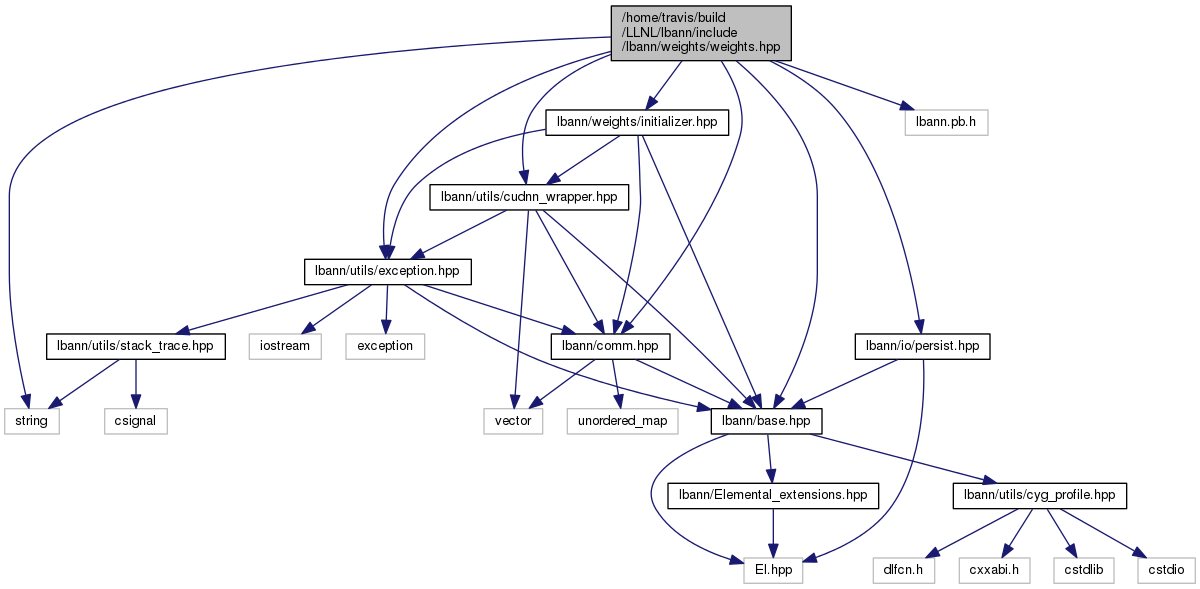 /home/travis/build
/LLNL/lbann/include
/lbann/weights/weights.hpp
lbann/weights/initializer.hpp
lbann.pb.h
lbann/utils/cudnn_wrapper.hpp
lbann/utils/exception.hpp
lbann/utils/stack_trace.hpp
iostream
exception
lbann/comm.hpp
lbann/io/persist.hpp
string
csignal
vector
unordered_map
lbann/base.hpp
lbann/Elemental_extensions.hpp
lbann/utils/cyg_profile.hpp
El.hpp
dlfcn.h
cxxabi.h
cstdlib
cstdio